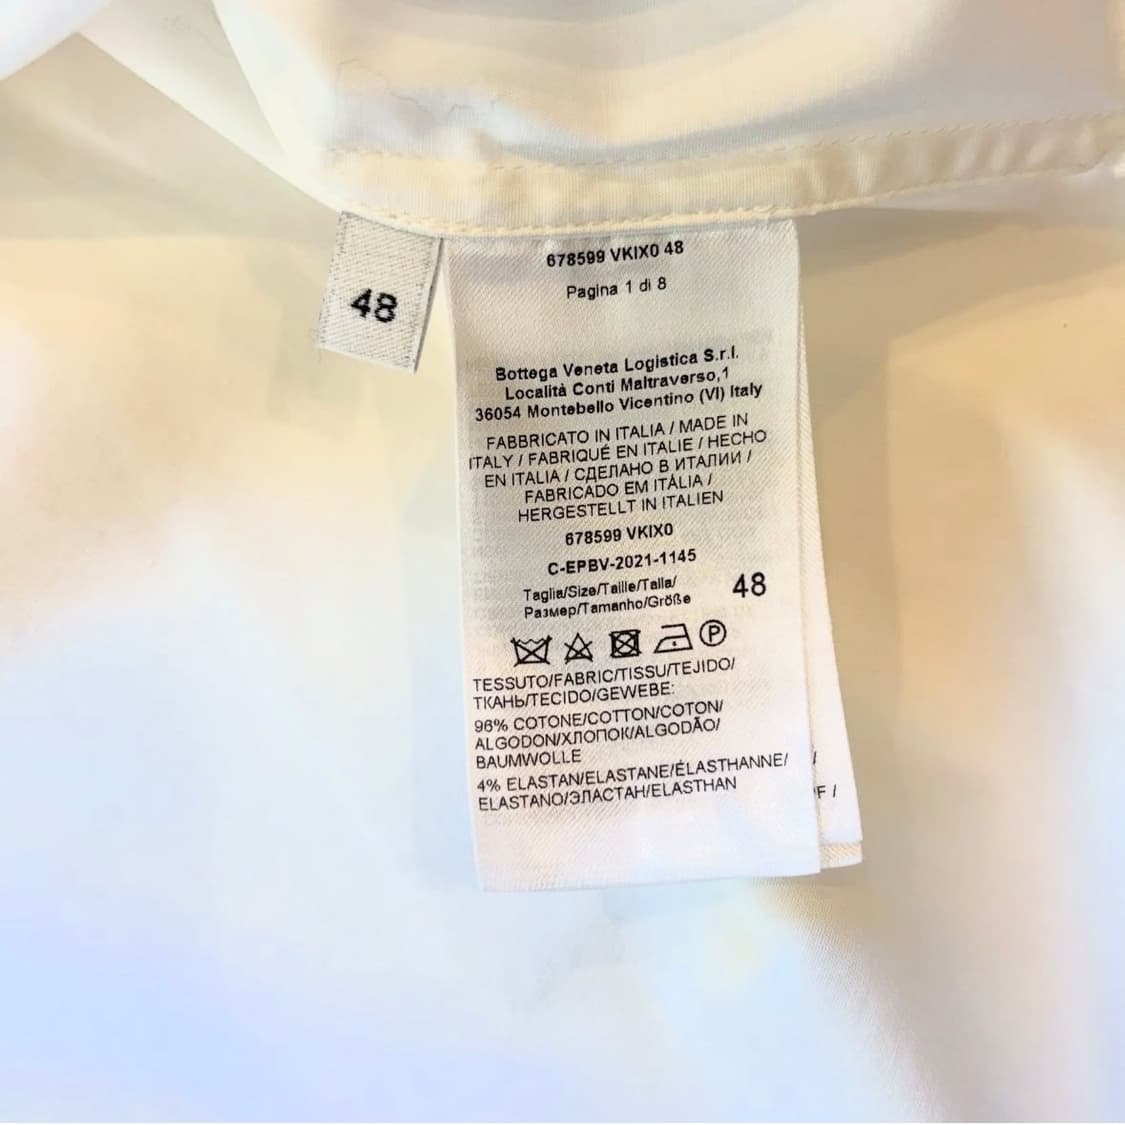 678599 VKIX0 48
Pagina 1 di 8
48
Bottega Veneta Logistica S.r.l.
Località Conti Maltraverso,1
36054 Montebello Vicentino (VI) Italy
FABBRICATO IN ITALIA / MADE IN
ITALY / FABRIQUÉ EN ITALIE / HECHO
EN ITALIA / СДЕЛАНО В ИТАЛИИ /
FABRICADO EM ITÁLIA /
HERGESTELLT IN ITALIEN
678599 VKIX0
C-EPBV-2021-1145
Taglia/Size/Taille/Talla/
Размер/Tamanho/Größe 48
P
TESSUTO/FABRIC/TISSU/TEJIDO/
ТКАНЬ/TECIDO/GEWEBE:
96% COTONE/COTTON/COTON/
ALGODON/ХЛОПОК/ALGODÃO/
BAUMWOLLE
4% ELASTAN/ELASTANE/ÉLASTHANNE/
ELASTANO/ЭЛАСТАН/ELASTHAN
/
F /